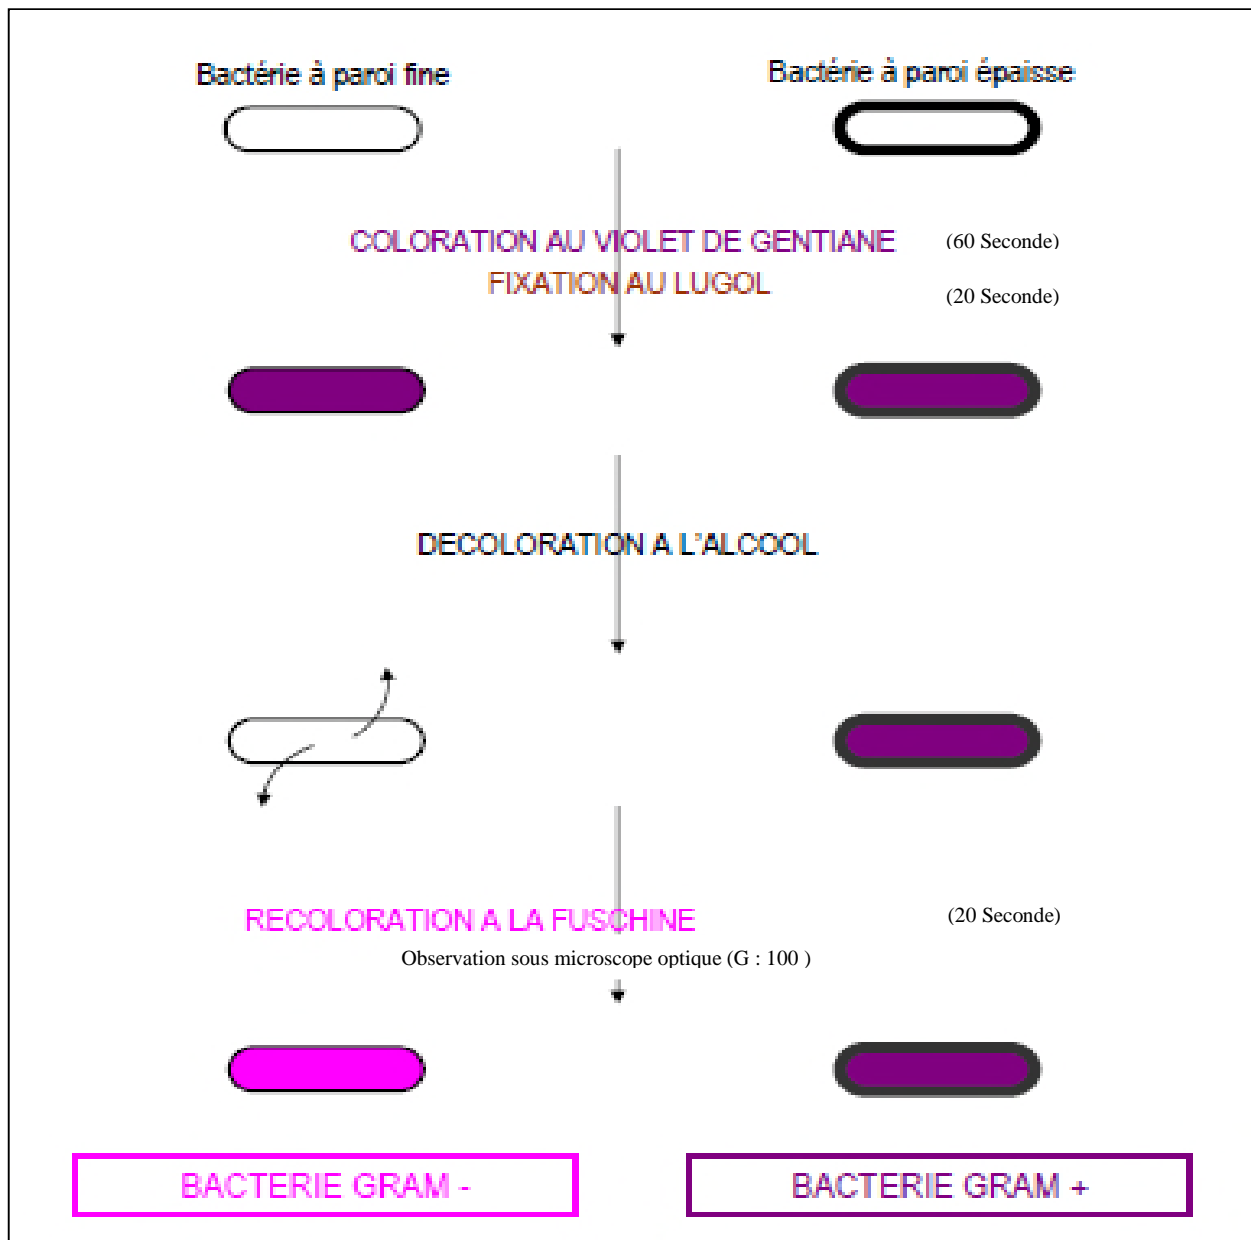 Bactérie à paroi fine
Bactérie à paroi épaisse
COLORATION AU VIOLET DE GENTIANE (60 Seconde)
FIXATION AU LUGOL (20 Seconde)
DECOLORATION A L'ALCOOL
RECOLORATION A LA FUSCHINE (20 Seconde)
Observation sous microscope optique (G : 100 )
BACTERIE GRAM -
BACTERIE GRAM +